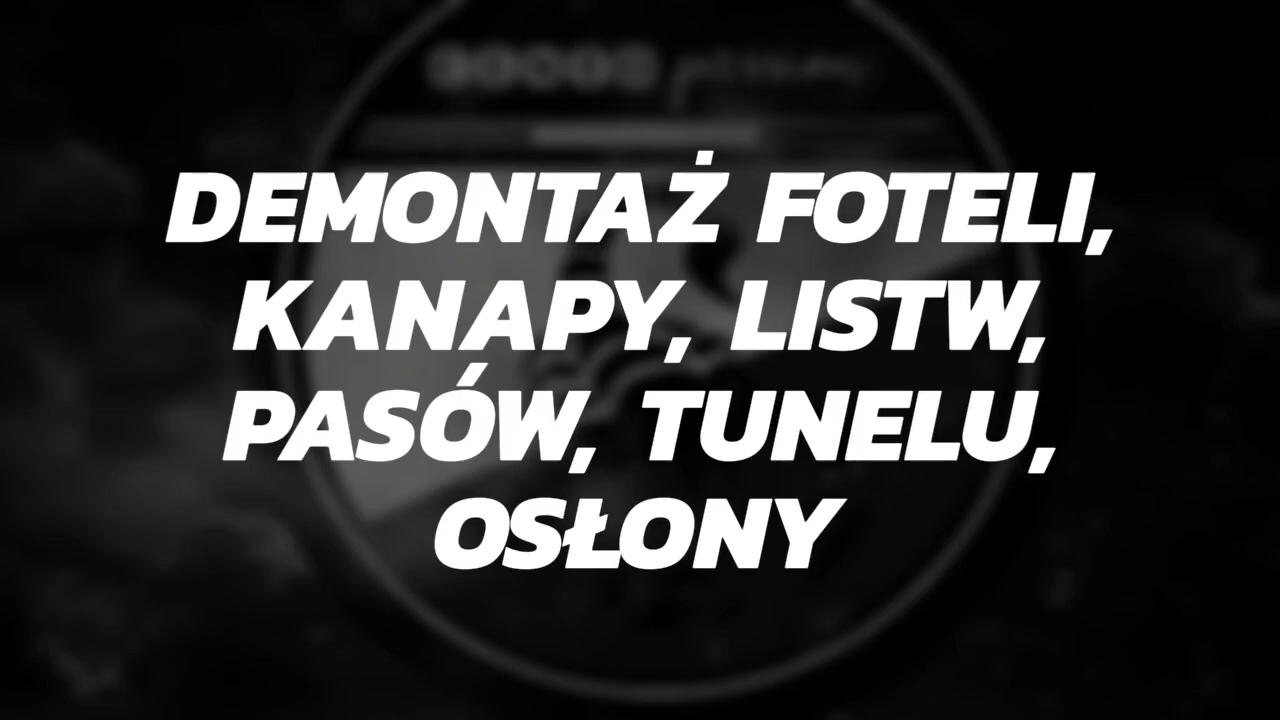 DEMONTAŻ FOTELI,
KANAPY, LISTW,
PASÓW, TUNELU,
OSŁONY